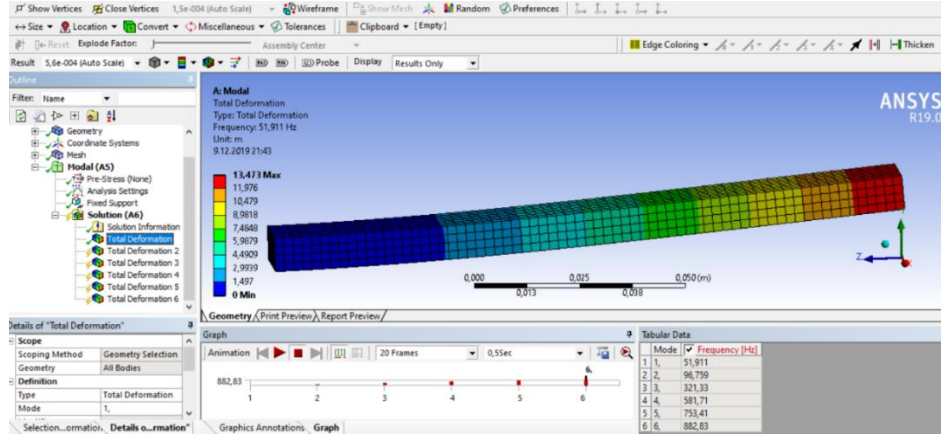 Show Vertices Close Vertices 1,5e-004 (Auto Scale) Wireframe Show Mesh Random Preferences
Size Location Convert Miscellaneous Tolerances Clipboard [Empty]
Reset Explode Factor: Assembly Center Edge Coloring Thicken
Result 5,6e-004 (Auto Scale) Probe Display Results Only
Outline
Filter: Name
Geometry
Coordinate Systems
Mesh
Modal (A5)
Pre-Stress (None)
Analysis Settings
Fixed Support
Solution (A6)
Solution Information
Total Deformation
Total Deformation 2
Total Deformation 3
Total Deformation 4
Total Deformation 5
Total Deformation 6
A: Modal
Total Deformation
Type: Total Deformation
Frequency: 51,911 Hz
Unit: m
9.12.2019 21:43
13,473 Max
11,976
10,479
8,9818
7,4848
5,9879
4,4909
2,9939
1,497
0 Min
ANSYS
R19.0
0,000 0,025 0,050 (m)
0,013 0,038
Z
Geometry Print Preview Report Preview
Details of "Total Deformation"
Scope
Scoping Method Geometry Selection
Geometry All Bodies
Definition
Type Total Deformation
Mode 1,
Selection...ormation Details o...rmation"
Graph
Animation 20 Frames 0,5Sec
6,
882,83
1 2 3 4 5 6
Graphics Annotations Graph
Tabular Data
Mode Frequency [Hz]
1 1, 51,911
2 2, 96,759
3 3, 321,33
4 4, 581,71
5 5, 753,41
6 6, 882,83